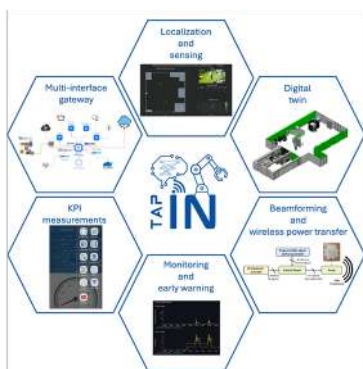 Localization
and
sensing
Multi-interface
gateway
Digital
twin
TAP
IN
KPI
measurements
Beamforming
and
wireless power transfer
Monitoring
and
early warning